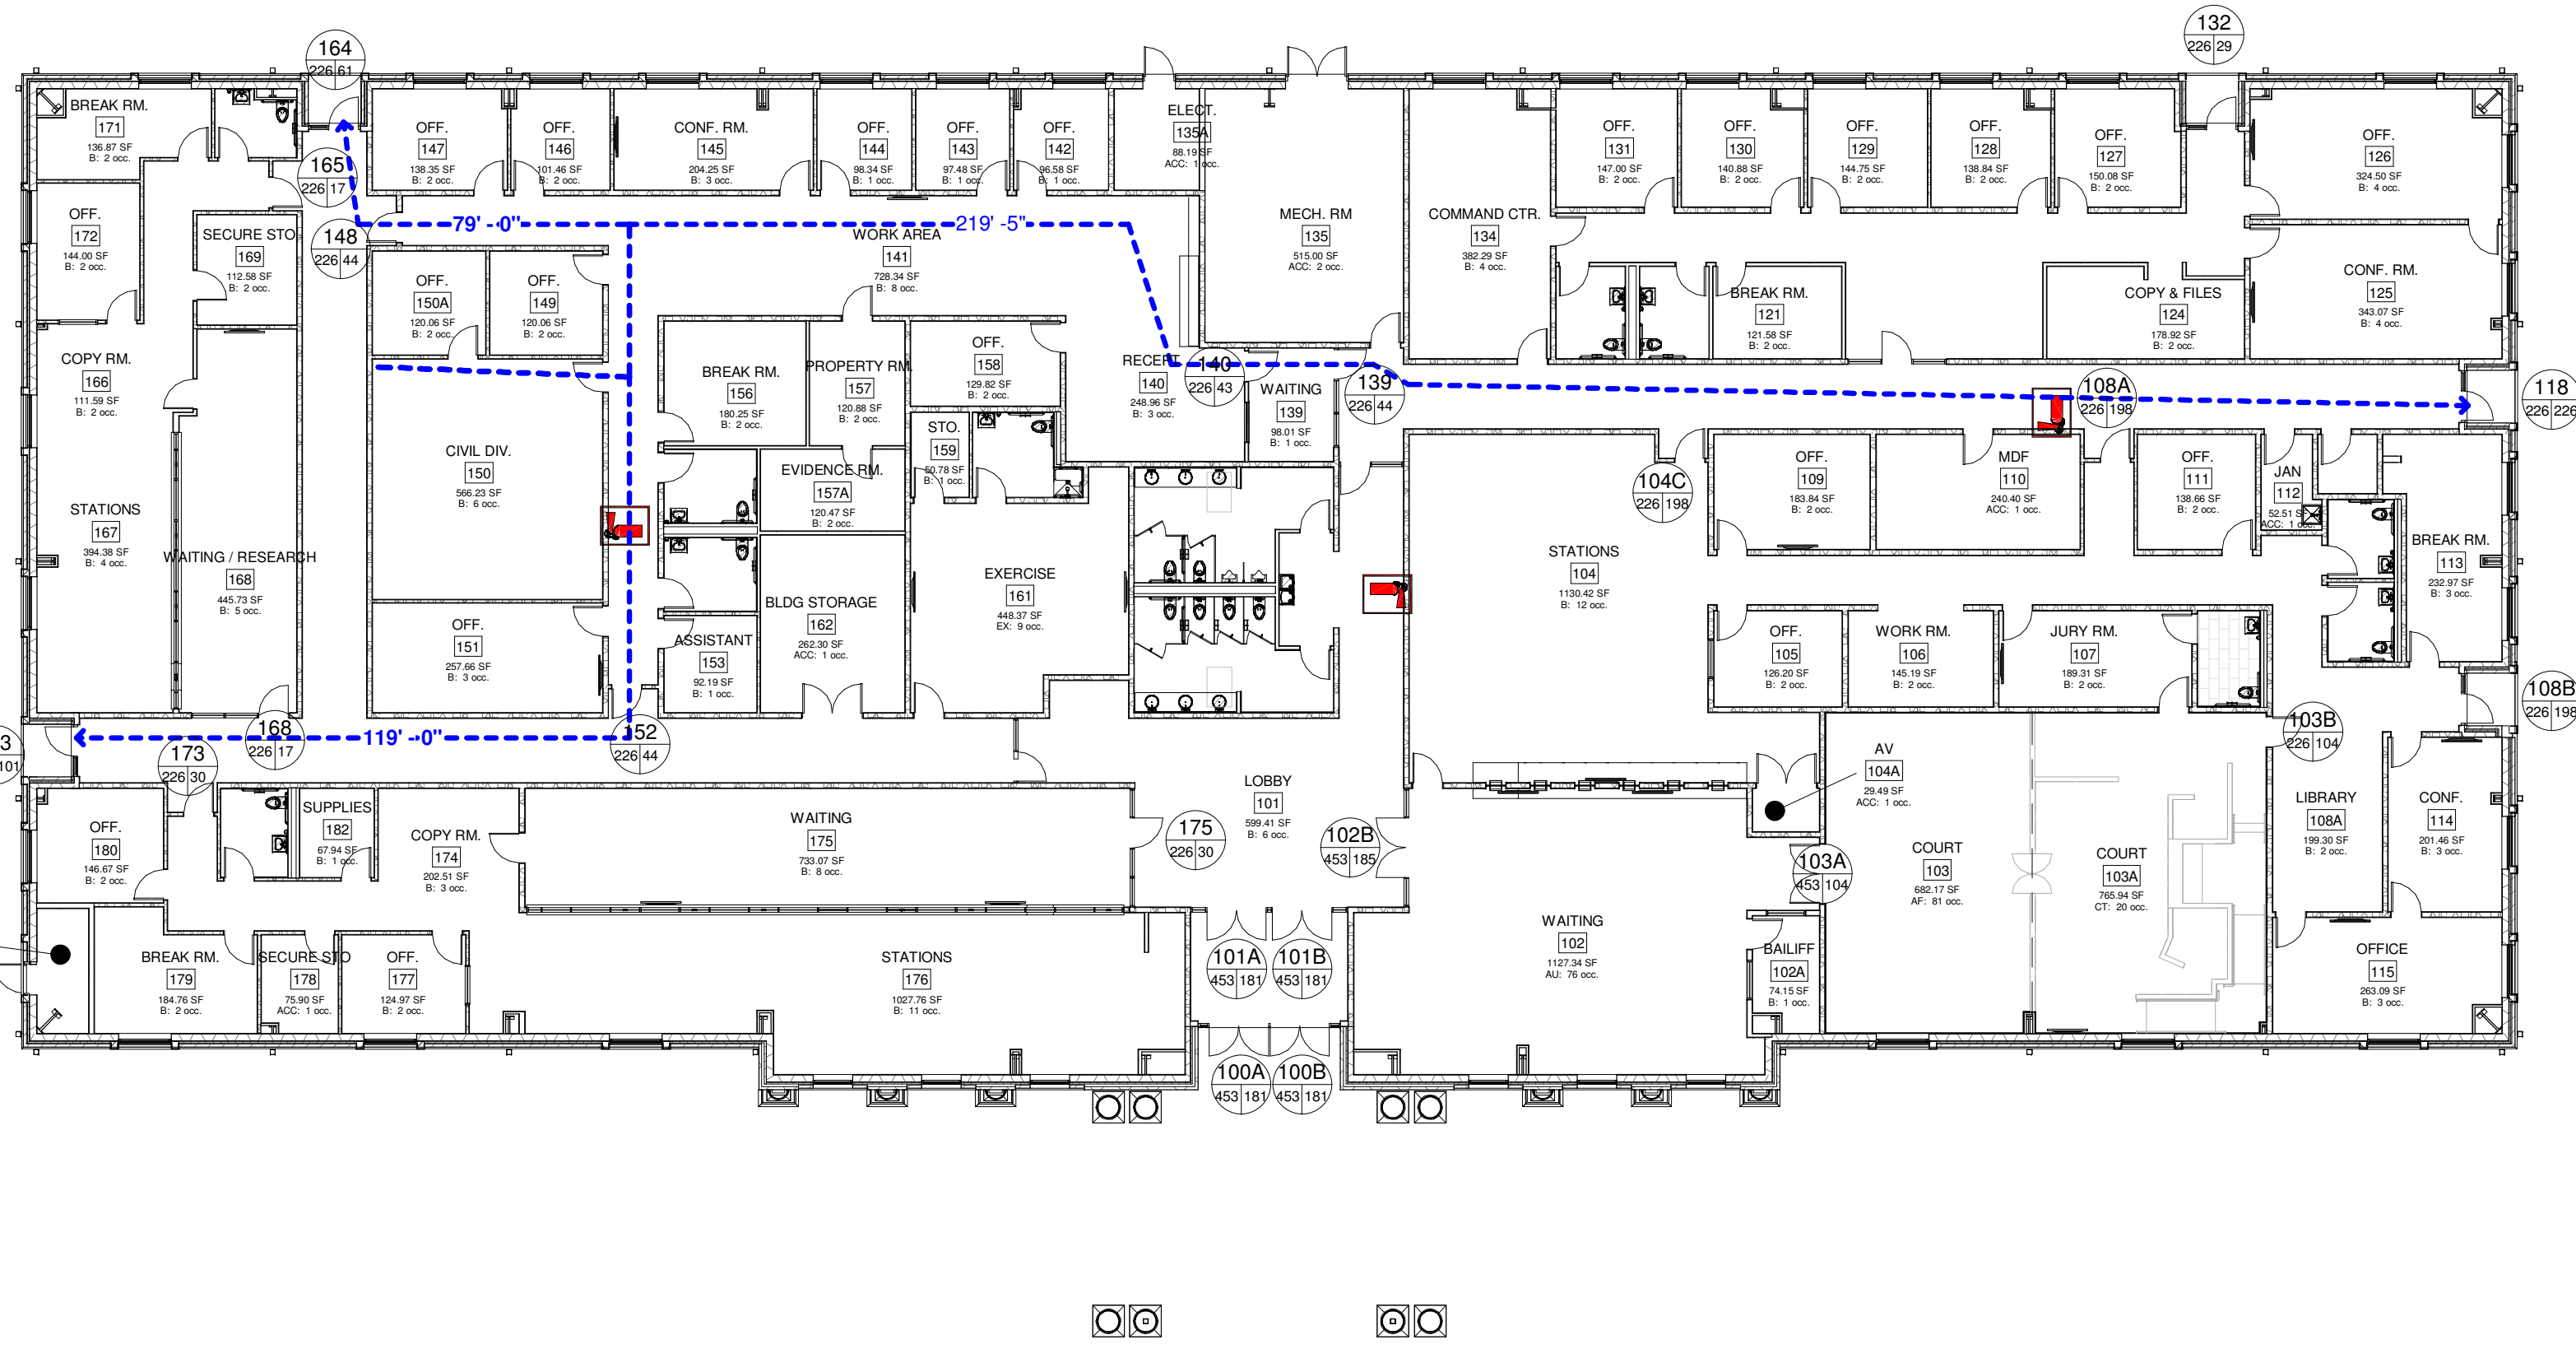 164
226 61
132
226 29
BREAK RM.
171
136.87 SF
B: 2 occ.
165
226 17
OFF.
147
138.35 SF
B: 2 occ.
OFF.
146
101.46 SF
B: 2 occ.
CONF. RM.
145
204.25 SF
B: 3 occ.
OFF.
144
98.34 SF
B: 1 occ.
OFF.
143
97.48 SF
B: 1 occ.
OFF.
142
96.58 SF
B: 1 occ.
ELECT.
135A
88.19 SF
ACC: 1 occ.
MECH. RM
135
515.00 SF
ACC: 2 occ.
COMMAND CTR.
134
382.29 SF
B: 4 occ.
OFF.
131
147.00 SF
B: 2 occ.
OFF.
130
140.88 SF
B: 2 occ.
OFF.
129
144.75 SF
B: 2 occ.
OFF.
128
138.84 SF
B: 2 occ.
OFF.
127
150.08 SF
B: 2 occ.
OFF.
126
324.50 SF
B: 4 occ.
OFF.
172
144.00 SF
B: 2 occ.
SECURE STO
169
112.58 SF
B: 2 occ.
148
226 44
79' - 0"
219' -5"
WORK AREA
141
728.34 SF
B: 8 occ.
OFF.
150A
120.06 SF
B: 2 occ.
OFF.
149
120.06 SF
B: 2 occ.
BREAK RM.
121
121.58 SF
B: 2 occ.
COPY & FILES
124
178.92 SF
B: 2 occ.
CONF. RM.
125
343.07 SF
B: 4 occ.
COPY RM.
166
111.59 SF
B: 2 occ.
BREAK RM.
156
180.25 SF
B: 2 occ.
PROPERTY RM.
157
120.88 SF
B: 2 occ.
OFF.
158
129.82 SF
B: 2 occ.
RECEPT.
140
248.96 SF
B: 3 occ.
140
226 43
WAITING
139
98.01 SF
B: 1 occ.
139
226 44
108A
226 198
118
226 226
CIVIL DIV.
150
566.23 SF
B: 6 occ.
STO.
159
50.78 SF
B: 1 occ.
EVIDENCE RM.
157A
120.47 SF
B: 2 occ.
104C
226 198
OFF.
109
183.84 SF
B: 2 occ.
MDF
110
240.40 SF
ACC: 1 occ.
OFF.
111
138.66 SF
B: 2 occ.
JAN
112
52.51 SF
ACC: 1 occ.
BREAK RM.
113
232.97 SF
B: 3 occ.
STATIONS
167
394.38 SF
B: 4 occ.
WAITING / RESEARCH
168
445.73 SF
B: 5 occ.
OFF.
151
257.66 SF
B: 3 occ.
ASSISTANT
153
92.19 SF
B: 1 occ.
BLDG STORAGE
162
262.30 SF
ACC: 1 occ.
EXERCISE
161
448.37 SF
EX: 9 occ.
STATIONS
104
1130.42 SF
B: 12 occ.
OFF.
105
126.20 SF
B: 2 occ.
WORK RM.
106
145.19 SF
B: 2 occ.
JURY RM.
107
189.31 SF
B: 2 occ.
108B
226 198
3
101
173
226 30
168
226 17
119' - 0"
152
226 44
103B
226 104
OFF.
180
146.67 SF
B: 2 occ.
SUPPLIES
182
67.94 SF
B: 1 occ.
COPY RM.
174
202.51 SF
B: 3 occ.
WAITING
175
733.07 SF
B: 8 occ.
175
226 30
LOBBY
101
599.41 SF
B: 6 occ.
102B
453 185
AV
104A
29.49 SF
ACC: 1 occ.
103A
453 104
COURT
103
682.17 SF
AF: 81 occ.
COURT
103A
765.94 SF
CT: 20 occ.
LIBRARY
108A
199.30 SF
B: 2 occ.
CONF.
114
201.46 SF
B: 3 occ.
BREAK RM.
179
184.76 SF
B: 2 occ.
SECURE STO
178
75.90 SF
ACC: 1 occ.
OFF.
177
124.97 SF
B: 2 occ.
STATIONS
176
1027.76 SF
B: 11 occ.
101A
453 181
101B
453 181
WAITING
102
1127.34 SF
AU: 76 occ.
BAILIFF
102A
74.15 SF
B: 1 occ.
OFFICE
115
263.09 SF
B: 3 occ.
100A
453 181
100B
453 181